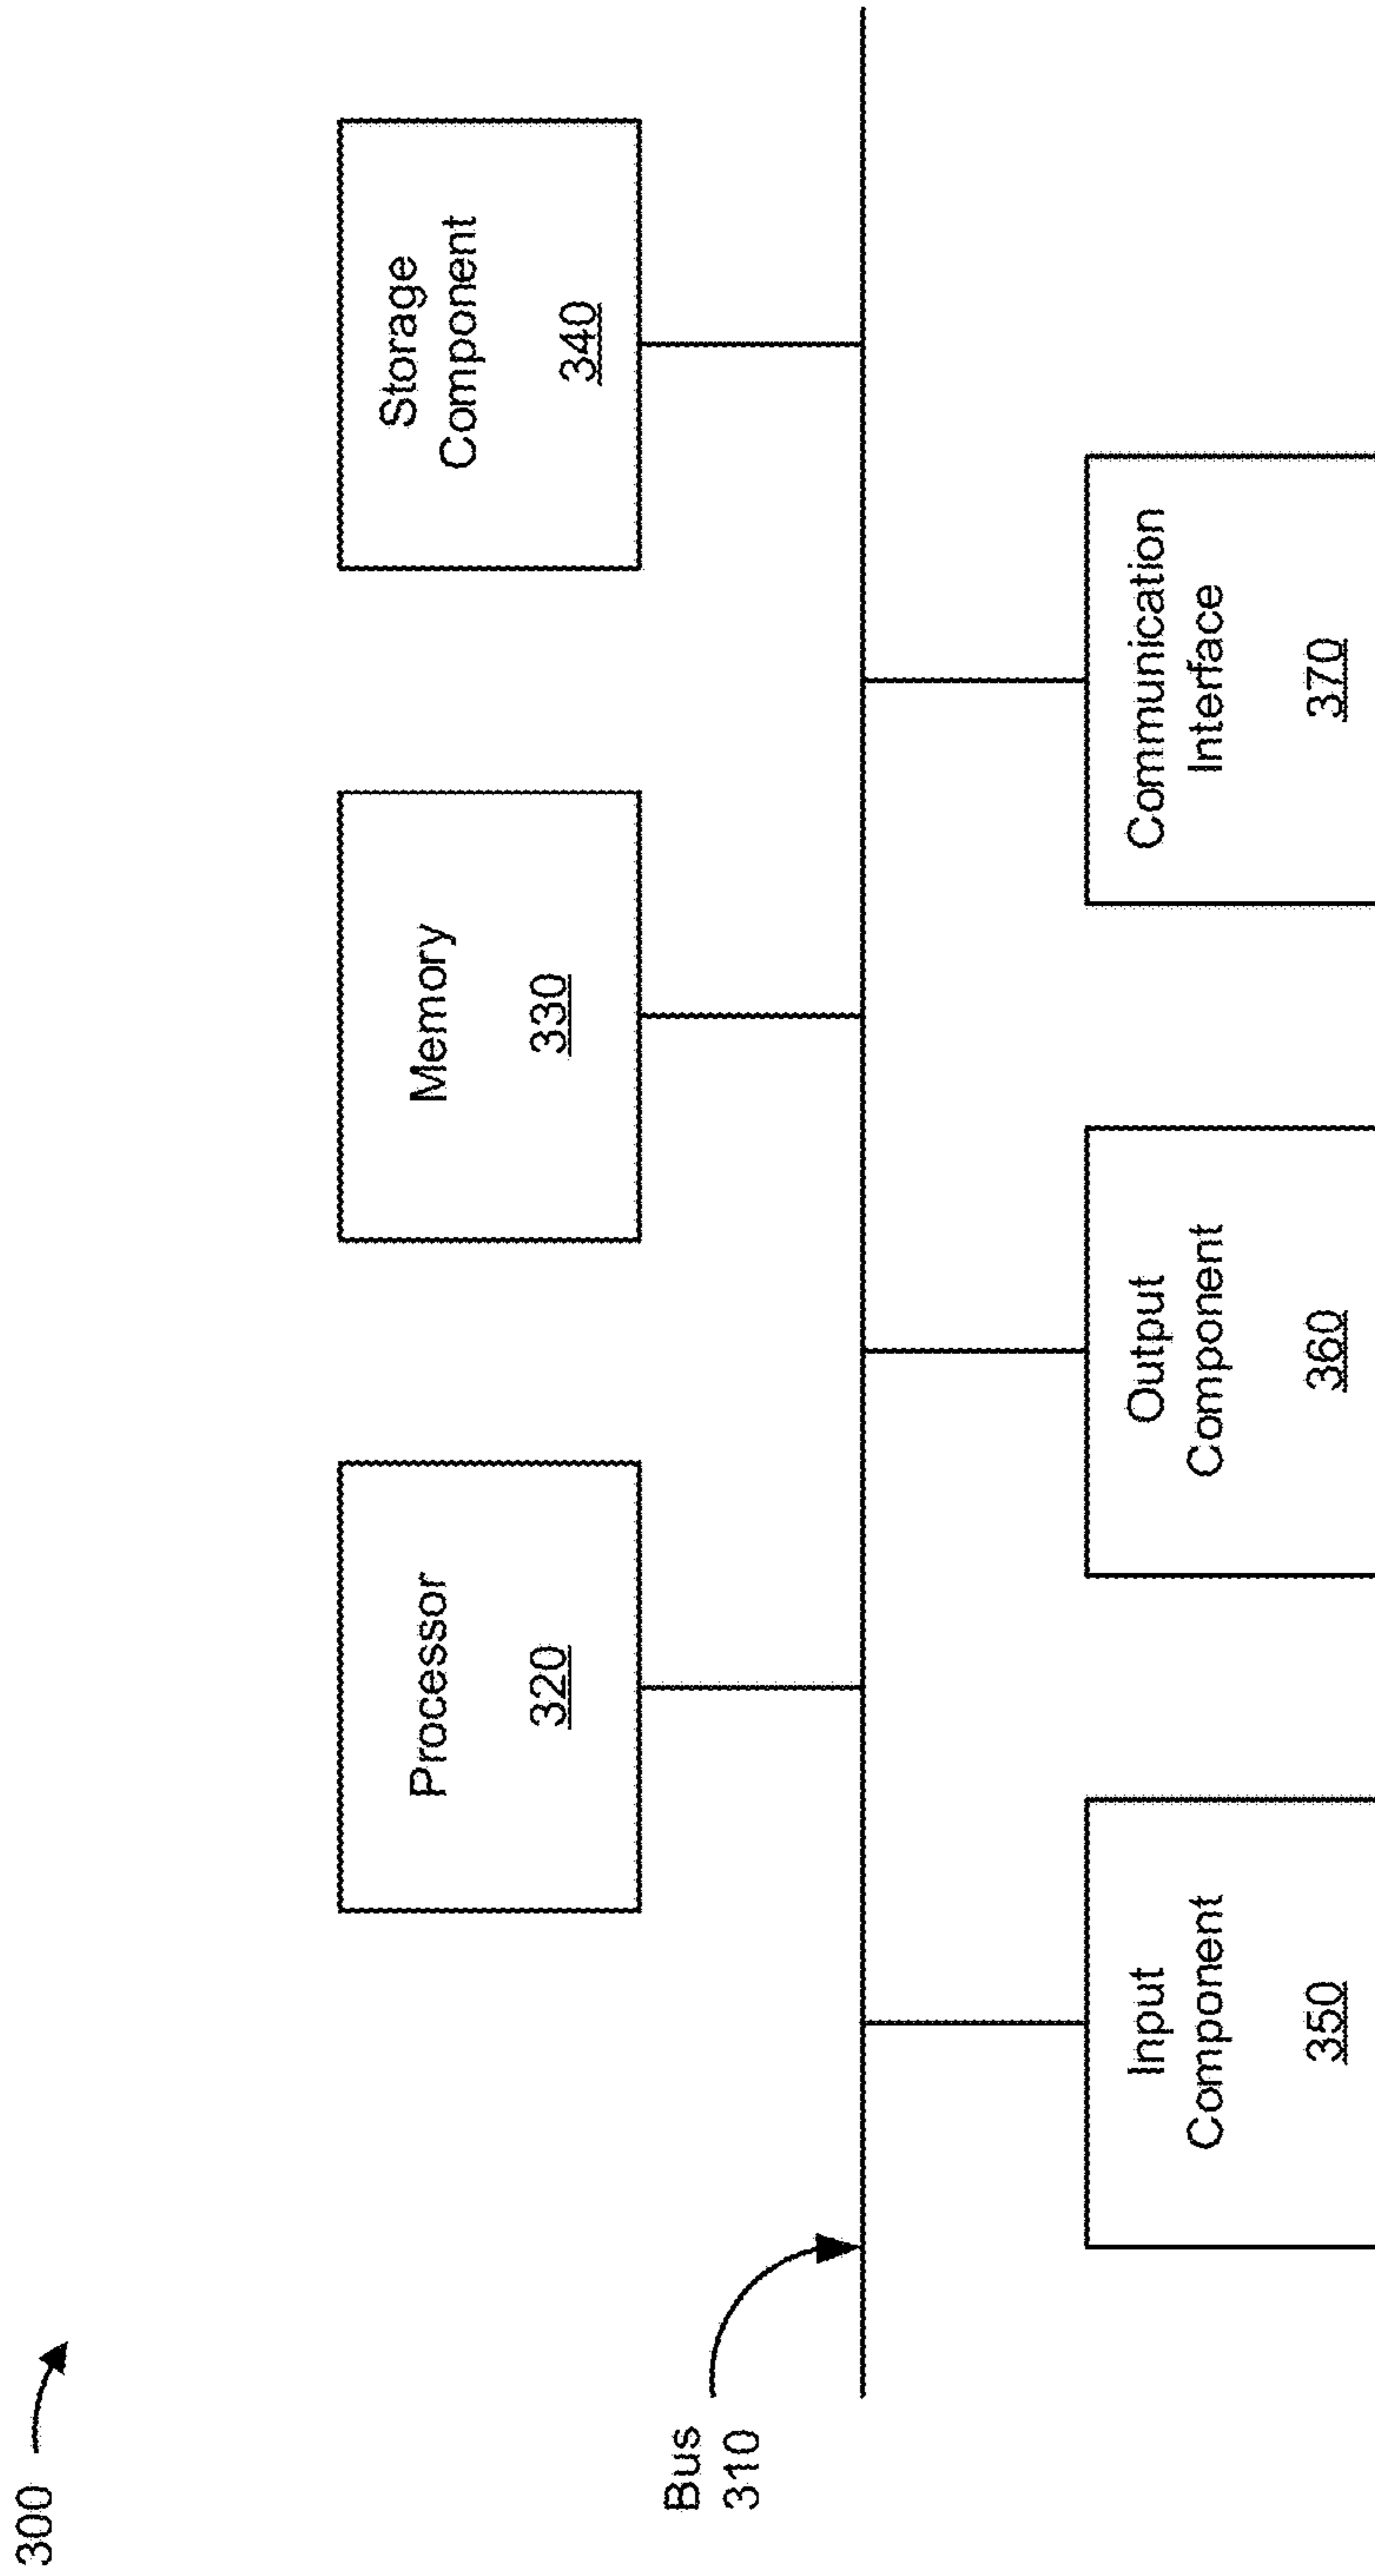 300
Processor
320
Memory
330
Storage
Component
340
Bus
310
Input
Component
350
Output
Component
360
Communication
Interface
370